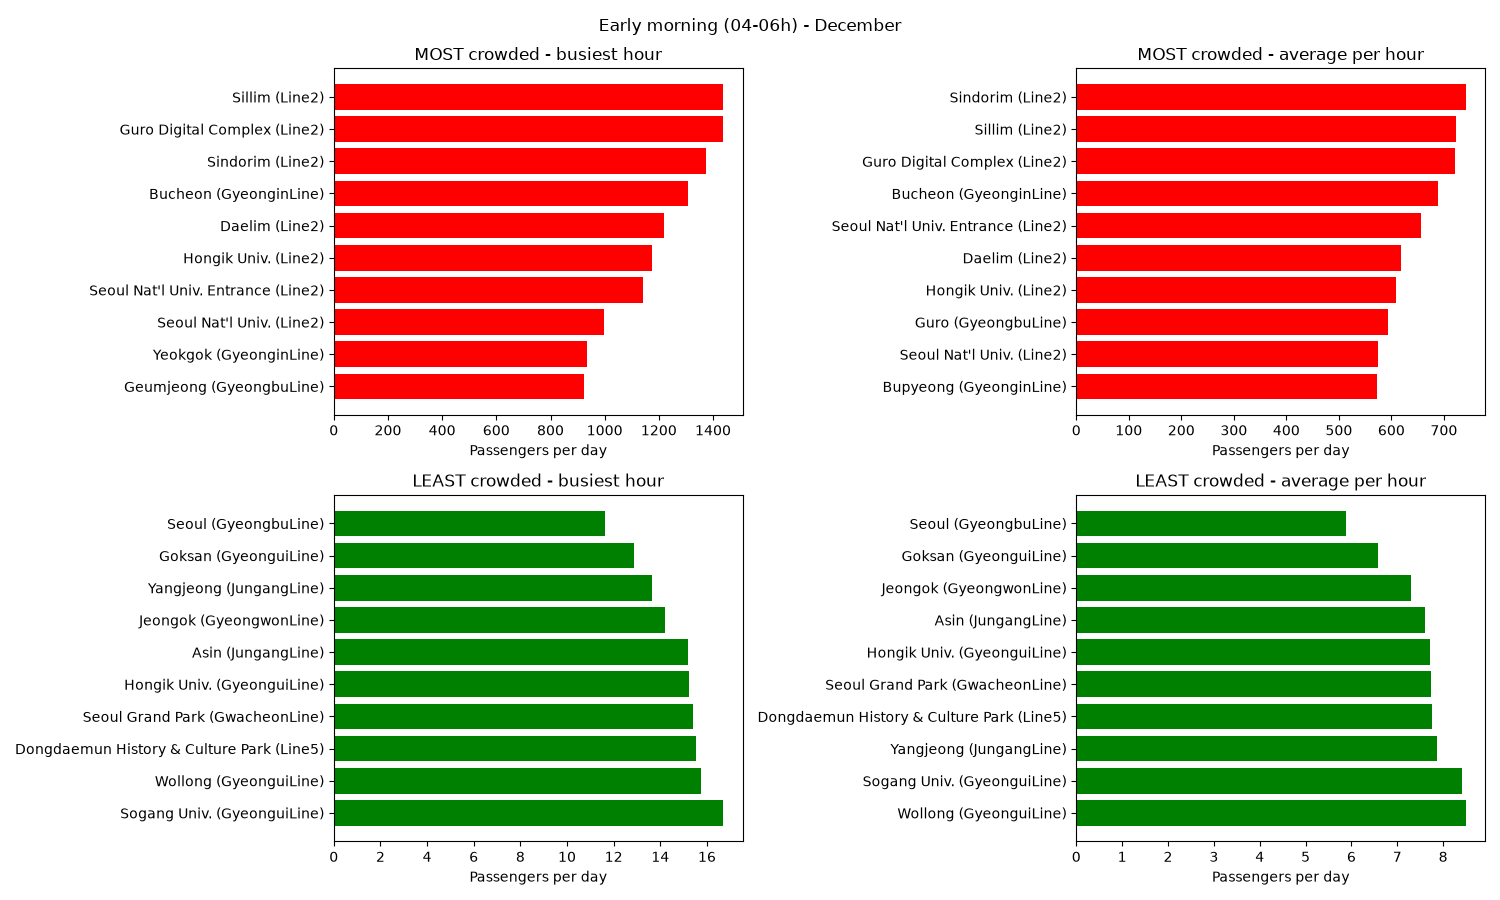 Early morning (04-06h) - December
MOST crowded - busiest hour
Sillim (Line2)
Guro Digital Complex (Line2)
Sindorim (Line2)
Bucheon (GyeonginLine)
Daelim (Line2)
Hongik Univ. (Line2)
Seoul Nat'l Univ. Entrance (Line2)
Seoul Nat'l Univ. (Line2)
Yeokgok (GyeonginLine)
Geumjeong (GyeongbuLine)
0 200 400 600 800 1000 1200 1400
Passengers per day
MOST crowded - average per hour
Sindorim (Line2)
Sillim (Line2)
Guro Digital Complex (Line2)
Bucheon (GyeonginLine)
Seoul Nat'l Univ. Entrance (Line2)
Daelim (Line2)
Hongik Univ. (Line2)
Guro (GyeongbuLine)
Seoul Nat'l Univ. (Line2)
Bupyeong (GyeonginLine)
0 100 200 300 400 500 600 700
Passengers per day
LEAST crowded - busiest hour
Seoul (GyeongbuLine)
Goksan (GyeonguiLine)
Yangjeong (JungangLine)
Jeongok (GyeongwonLine)
Asin (JungangLine)
Hongik Univ. (GyeonguiLine)
Seoul Grand Park (GwacheonLine)
Dongdaemun History & Culture Park (Line5)
Wollong (GyeonguiLine)
Sogang Univ. (GyeonguiLine)
0 2 4 6 8 10 12 14 16
Passengers per day
LEAST crowded - average per hour
Seoul (GyeongbuLine)
Goksan (GyeonguiLine)
Jeongok (GyeongwonLine)
Asin (JungangLine)
Hongik Univ. (GyeonguiLine)
Seoul Grand Park (GwacheonLine)
Dongdaemun History & Culture Park (Line5)
Yangjeong (JungangLine)
Sogang Univ. (GyeonguiLine)
Wollong (GyeonguiLine)
0 1 2 3 4 5 6 7 8
Passengers per day